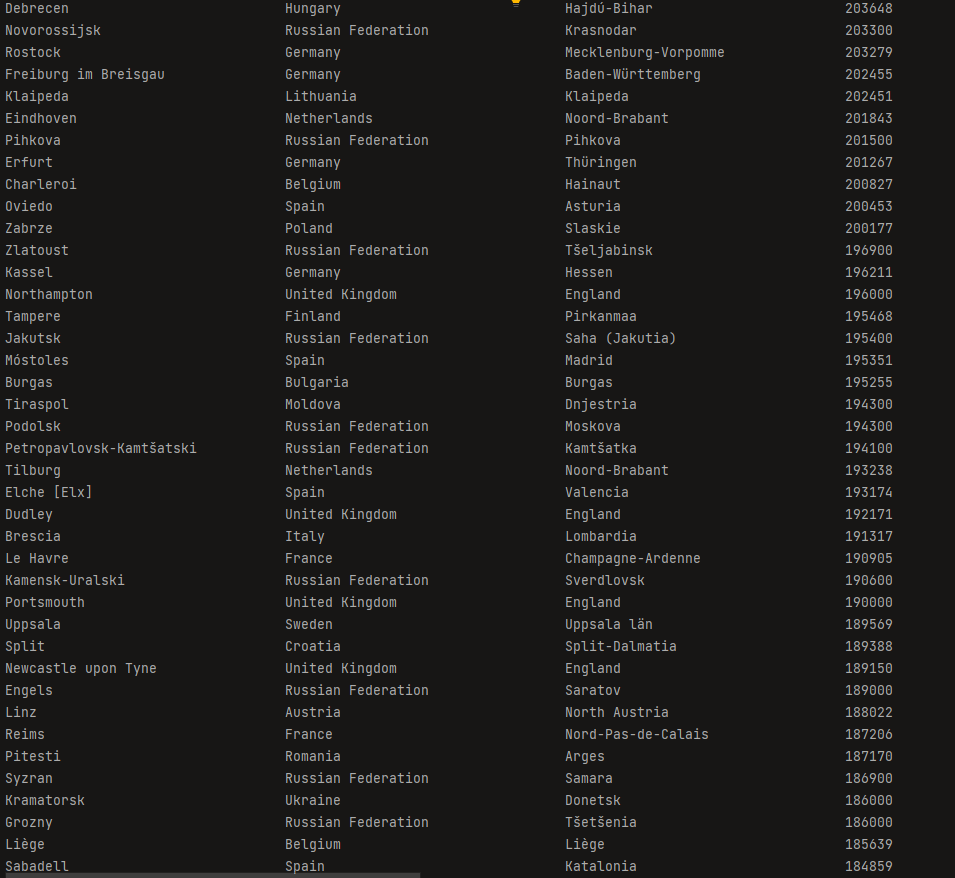 Debrecen Hungary Hajdú-Bihar 203648
Novorossijsk Russian Federation Krasnodar 203300
Rostock Germany Mecklenburg-Vorpomme 203279
Freiburg im Breisgau Germany Baden-Württemberg 202455
Klaipeda Lithuania Klaipeda 202451
Eindhoven Netherlands Noord-Brabant 201843
Pihkova Russian Federation Pihkova 201500
Erfurt Germany Thüringen 201267
Charleroi Belgium Hainaut 200827
Oviedo Spain Asturia 200453
Zabrze Poland Slaskie 200177
Zlatoust Russian Federation Tšeljabinsk 196900
Kassel Germany Hessen 196211
Northampton United Kingdom England 196000
Tampere Finland Pirkanmaa 195468
Jakutsk Russian Federation Saha (Jakutia) 195400
Móstoles Spain Madrid 195351
Burgas Bulgaria Burgas 195255
Tiraspol Moldova Dnjestria 194300
Podolsk Russian Federation Moskova 194300
Petropavlovsk-Kamtšatski Russian Federation Kamtšatka 194100
Tilburg Netherlands Noord-Brabant 193238
Elche [Elx] Spain Valencia 193174
Dudley United Kingdom England 192171
Brescia Italy Lombardia 191317
Le Havre France Champagne-Ardenne 190905
Kamensk-Uralski Russian Federation Sverdlovsk 190600
Portsmouth United Kingdom England 190000
Uppsala Sweden Uppsala län 189569
Split Croatia Split-Dalmatia 189388
Newcastle upon Tyne United Kingdom England 189150
Engels Russian Federation Saratov 189000
Linz Austria North Austria 188022
Reims France Nord-Pas-de-Calais 187206
Pitesti Romania Arges 187170
Syzran Russian Federation Samara 186900
Kramatorsk Ukraine Donetsk 186000
Grozny Russian Federation Tšetšenia 186000
Liège Belgium Liège 185639
Sabadell Spain Katalonia 184859